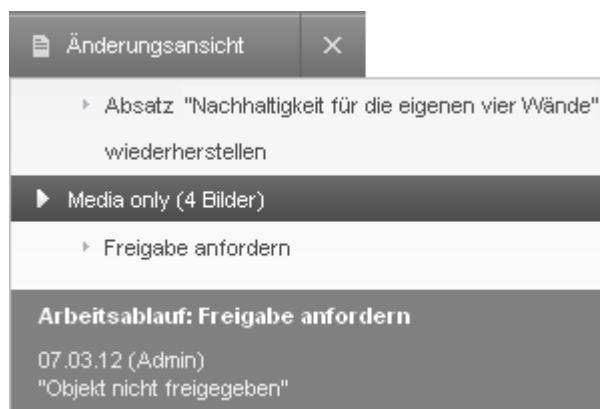 Änderungsansicht
Absatz "Nachhaltigkeit für die eigenen vier Wände"
wiederherstellen
Media only (4 Bilder)
Freigabe anfordern
Arbeitsablauf: Freigabe anfordern
07.03.12 (Admin)
"Objekt nicht freigegeben"